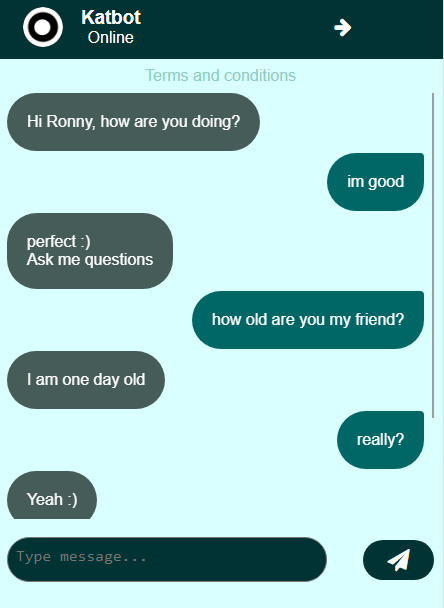 Katbot
Online
Terms and conditions
Hi Ronny, how are you doing?
im good
perfect :)
Ask me questions
how old are you my friend?
I am one day old
really?
Yeah :)
Type message...